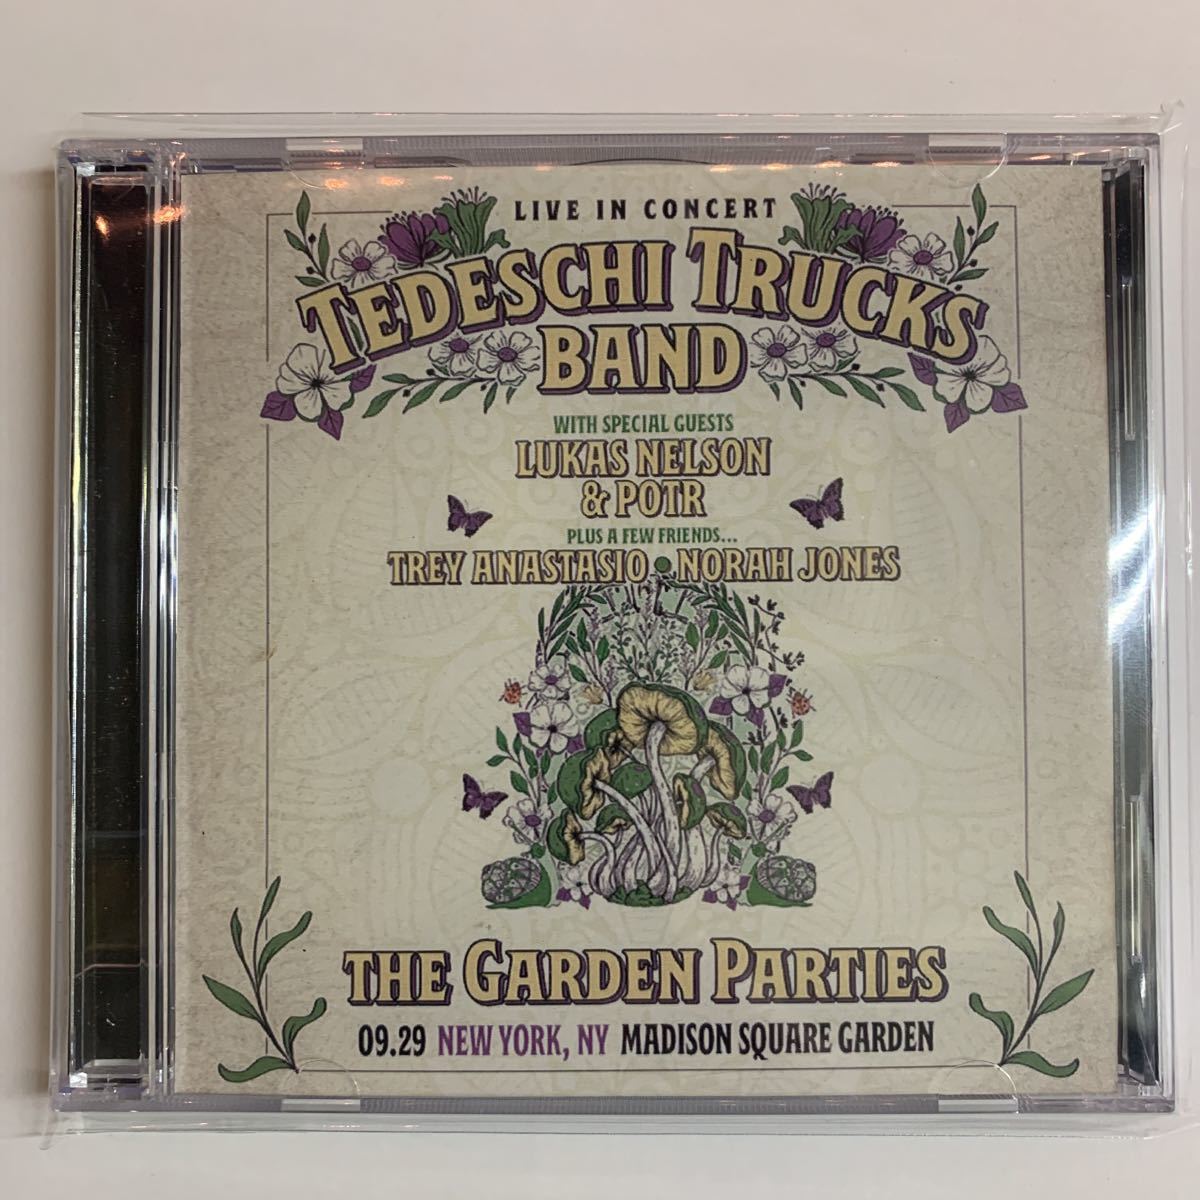 LIVE IN CONCERT
TEDESCHI TRUCKS
BAND
WITH SPECIAL GUESTS
LUKAS NELSON
& POTR
PLUS A FEW FRIENDS...
TREY ANASTASIO • NORAH JONES
THE GARDEN PARTIES
09.29 NEW YORK, NY MADISON SQUARE GARDEN